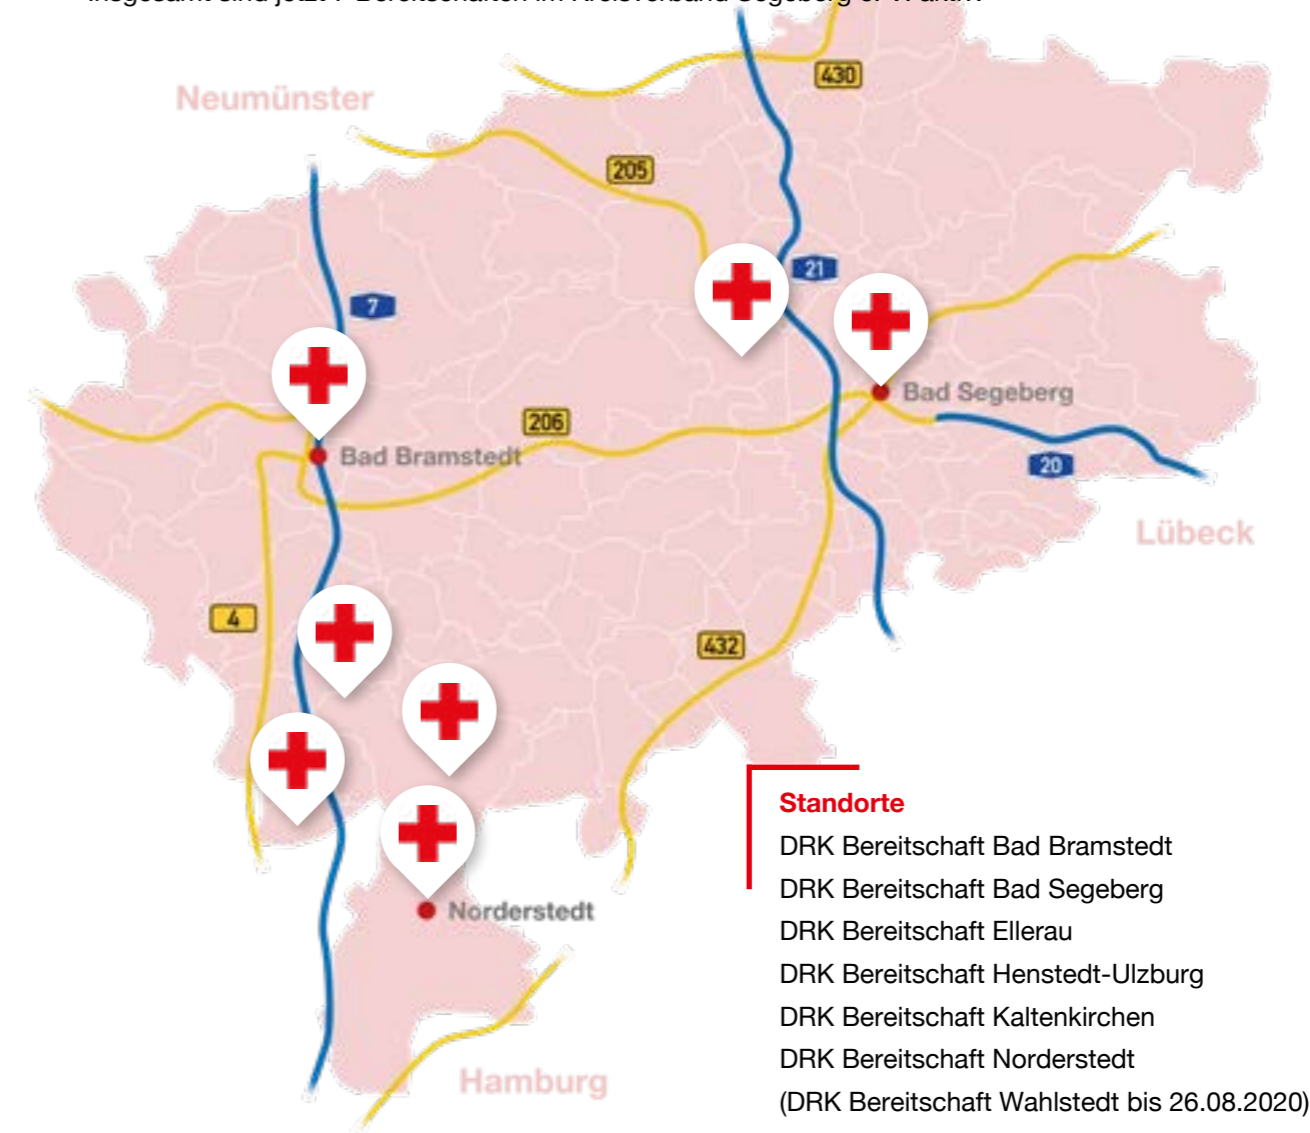 Neumünster
430
205
21
7
Bad Segeberg
206
Bad Bramstedt
20
Lübeck
4
432
Norderstedt
Hamburg
Standorte
DRK Bereitschaft Bad Bramstedt
DRK Bereitschaft Bad Segeberg
DRK Bereitschaft Ellerau
DRK Bereitschaft Henstedt-Ulzburg
DRK Bereitschaft Kaltenkirchen
DRK Bereitschaft Norderstedt
(DRK Bereitschaft Wahlstedt bis 26.08.2020)